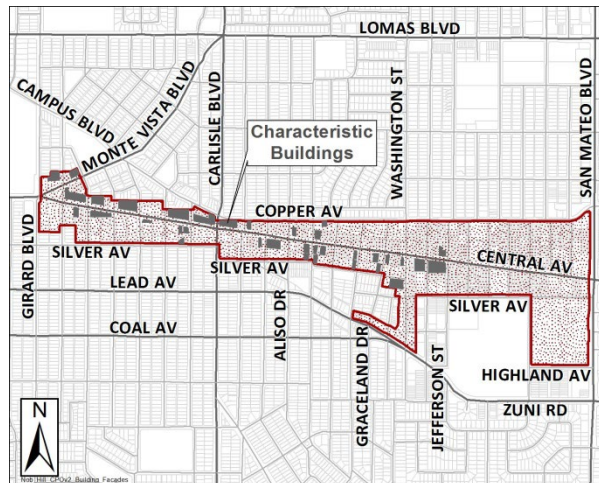 LOMAS BLVD
CAMPUS BLVD
MONTE VISTA BLVD
CARLISLE BLVD
WASHINGTON ST
SAN MATEO BLVD
Characteristic
Buildings
COPPER AV
CENTRAL AV
GIRARD BLVD
SILVER AV
SILVER AV
LEAD AV
SILVER AV
ALISO DR
COAL AV
GRACELAND DR
JEFFERSON ST
HIGHLAND AV
ZUNI RD
N
Nob_Hill_CPOv2_Building_Facades